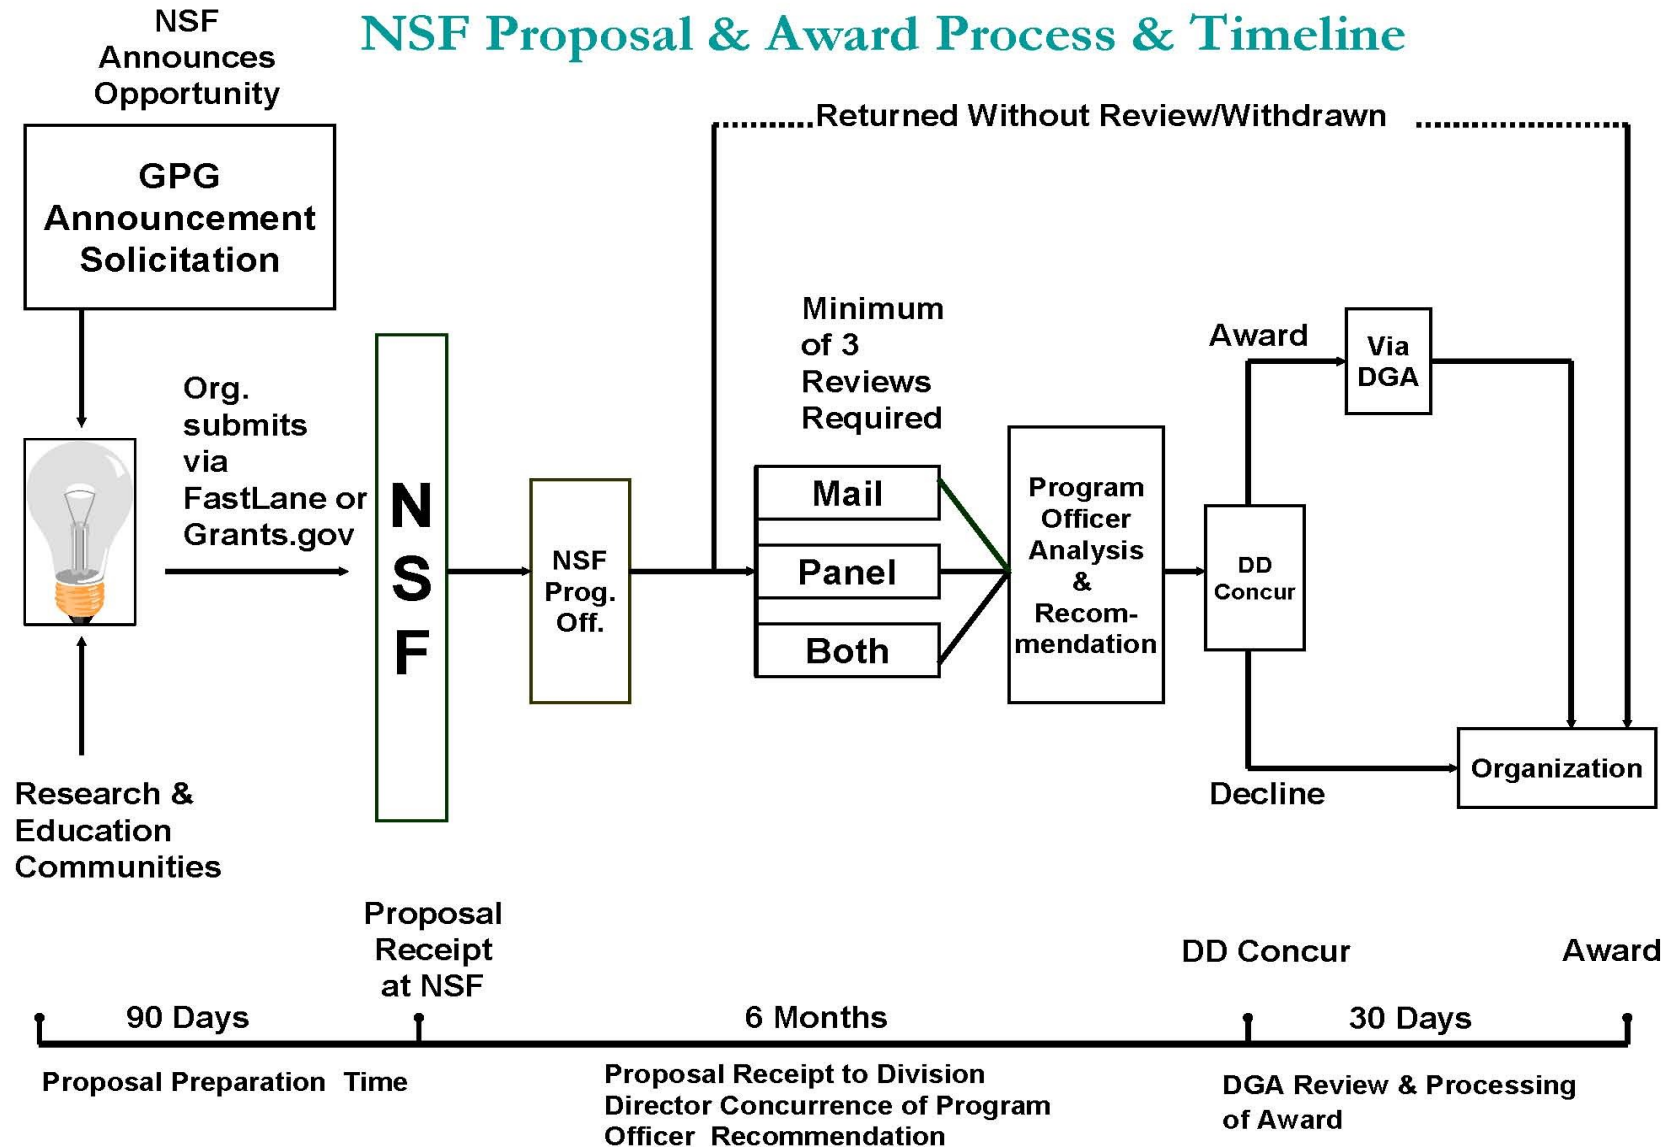 NSF Proposal & Award Process & Timeline
NSF
Announces
Opportunity
GPG
Announcement
Solicitation
Org.
submits
via
FastLane or
Grants.gov
Research &
Education
Communities
N
S
F
NSF
Prog.
Off.
Returned Without Review/Withdrawn
Minimum
of 3
Reviews
Required
Mail
Panel
Both
Program
Officer
Analysis
&
Recom-
mendation
DD
Concur
Award
Via
DGA
Decline
Organization
Proposal
Receipt
at NSF
DD Concur
Award
90 Days
6 Months
30 Days
Proposal Preparation Time
Proposal Receipt to Division
Director Concurrence of Program
Officer Recommendation
DGA Review & Processing
of Award